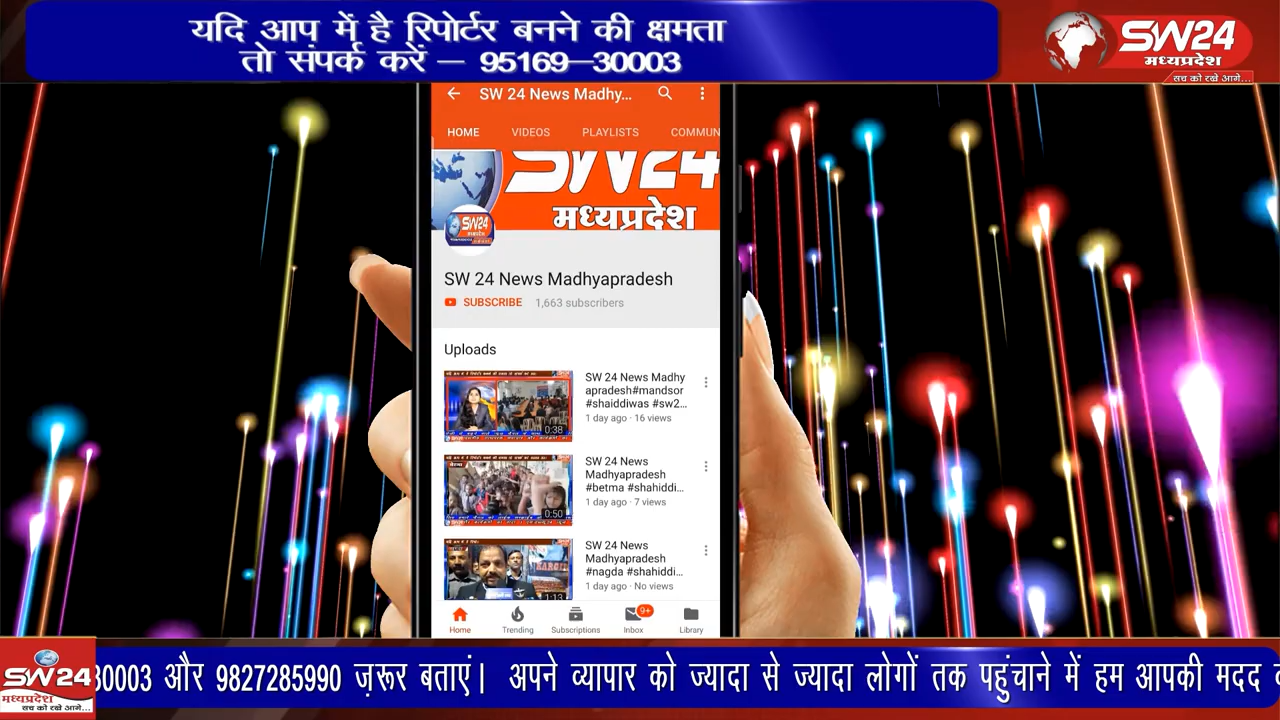 यदि आप में है रिपोर्टर बनने की क्षमता
तो संपर्क करें – 95169–30003
SW24
मध्यप्रदेश
सच को रखे आगे...
SW 24 News Madhy...
HOME VIDEOS PLAYLISTS COMMUN
SW24
मध्यप्रदेश
SW24
SW 24 News Madhyapradesh
SUBSCRIBE 1,663 subscribers
Uploads
SW 24 News Madhy
apradesh#mandsor
#shaiddiwas #sw2...
1 day ago · 16 views
0:38
SW 24 News
Madhyapradesh
#betma #shahiddi...
1 day ago · 7 views
0:50
SW 24 News
Madhyapradesh
#nagda #shahiddi...
1 day ago · No views
1:13
9+
Home Trending Subscriptions Inbox Library
SW24
मध्यप्रदेश
सच को रखे आगे...
30003 और 9827285990 ज़रूर बताएं। अपने व्यापार को ज्यादा से ज्यादा लोगों तक पहुंचाने में हम आपकी मदद